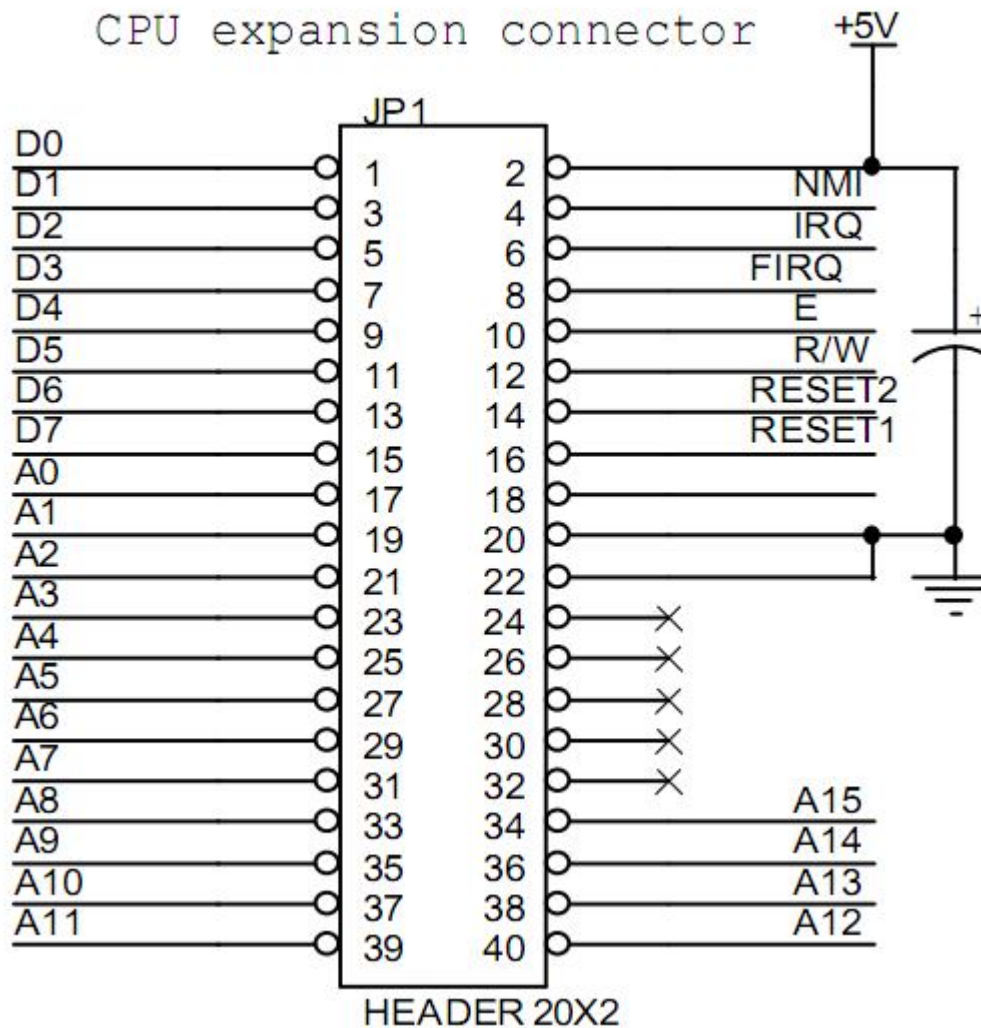 CPU expansion connector
+5V
JP1
D0 1 2
D1 3 4 NMI
D2 5 6 IRQ
D3 7 8 FIRQ
D4 9 10 E
+
D5 11 12 R/W
D6 13 14 RESET2
D7 15 16 RESET1
A0 17 18
A1 19 20
A2 21 22
A3 23 24
A4 25 26
A5 27 28
A6 29 30
A7 31 32
A8 33 34 A15
A9 35 36 A14
A10 37 38 A13
A11 39 40 A12
HEADER 20X2